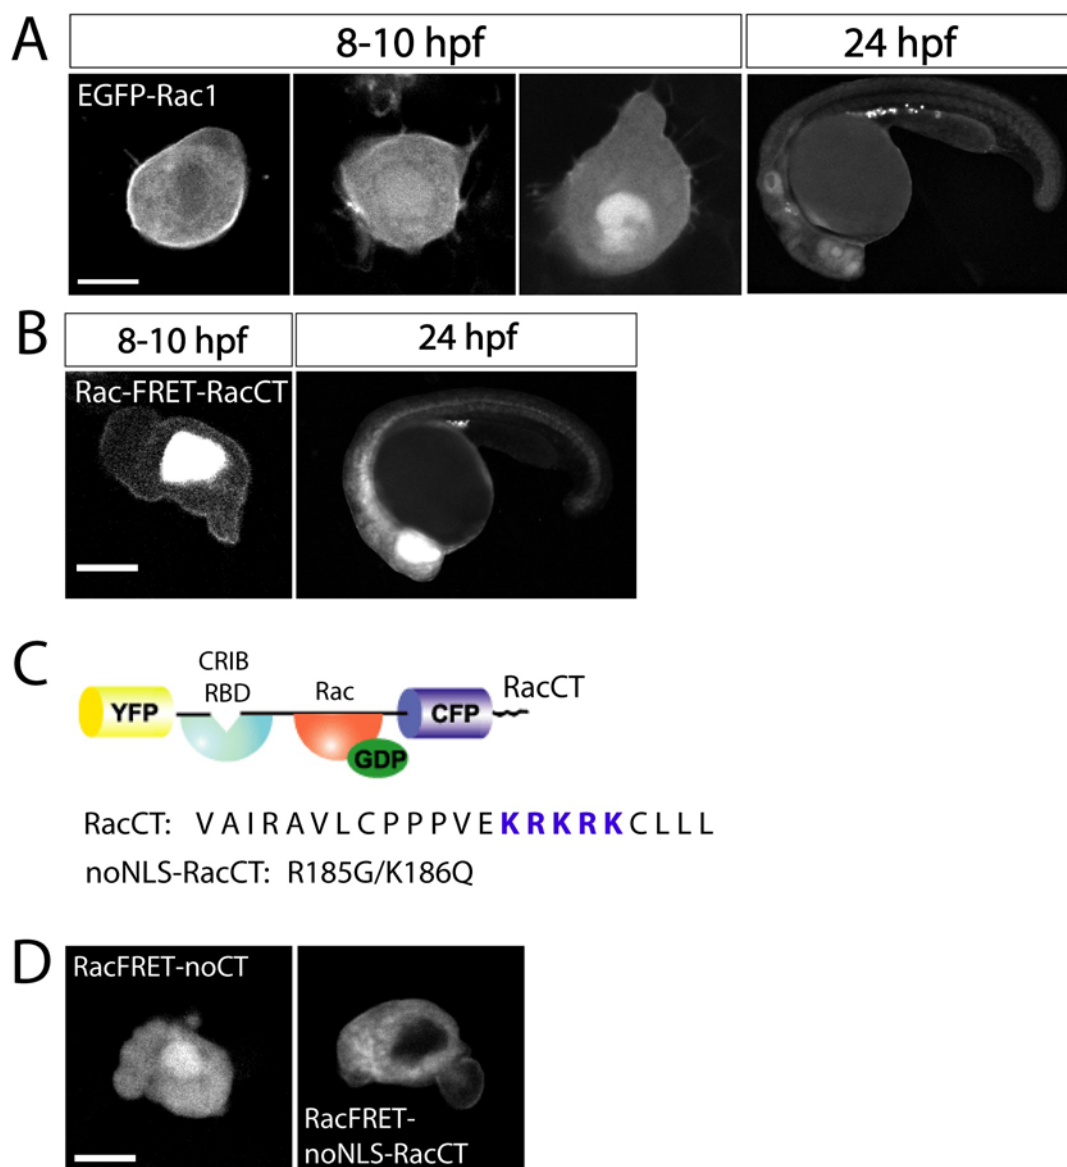 A
8-10 hpf
24 hpf
EGFP-Rac1
B
8-10 hpf
24 hpf
Rac-FRET-RacCT
C
CRIB
RBD
Rac
RacCT
YFP
CFP
GDP
RacCT: V A I R A V L C P P P V E K R K R K C L L L
noNLS-RacCT: R185G/K186Q
D
RacFRET-noCT
RacFRET-
noNLS-RacCT